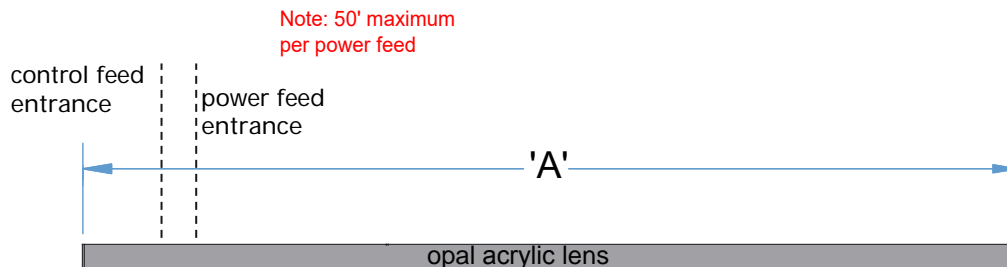 Note: 50' maximum
per power feed
control feed
entrance
power feed
entrance
'A'
opal acrylic lens